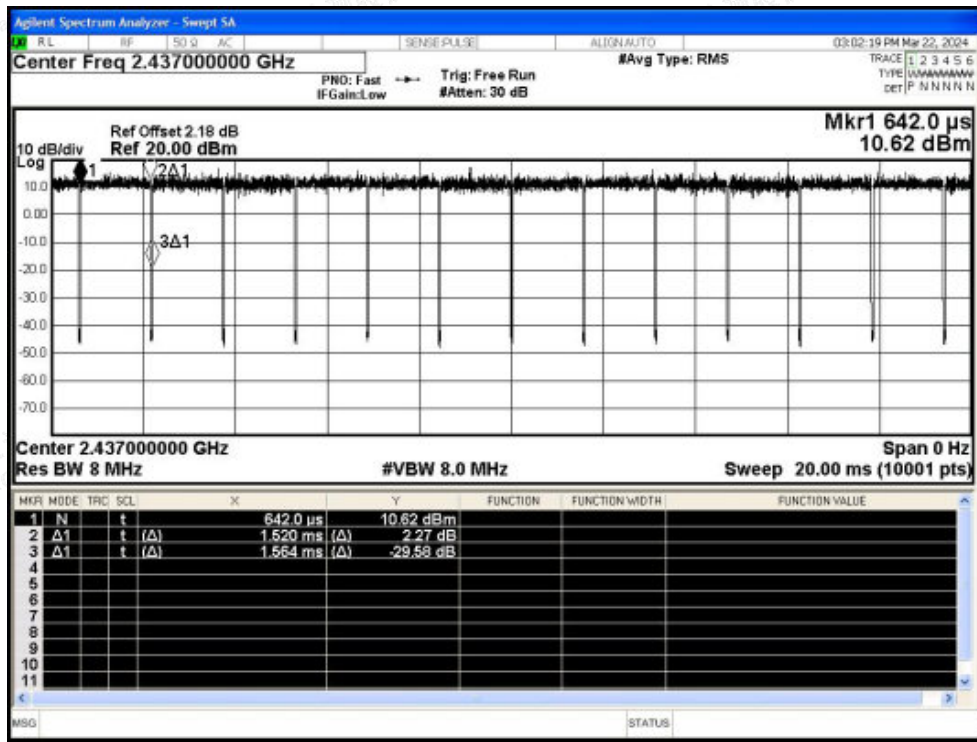 Agilent Spectrum Analyzer - Swept SA
RL RF 50 Ω AC SENSE:PULSE ALIGN AUTO 03:02:19 PM Mar 22, 2024
Center Freq 2.437000000 GHz #Avg Type: RMS TRACE 1 2 3 4 5 6
PNO: Fast Trig: Free Run TYPE
IFGain:Low #Atten: 30 dB DET P N N N N N
Mkr1 642.0 µs
Ref Offset 2.18 dB
10 dB/div Ref 20.00 dBm 10.62 dBm
Log
1 2Δ1
10.0
0.00
3Δ1
-10.0
-20.0
-30.0
-40.0
-50.0
-60.0
-70.0
Center 2.437000000 GHz Span 0 Hz
Res BW 8 MHz #VBW 8.0 MHz Sweep 20.00 ms (10001 pts)
MKR MODE TRC SCL X Y FUNCTION FUNCTION WIDTH FUNCTION VALUE
1 N t 642.0 µs 10.62 dBm
2 Δ1 t (Δ) 1.520 ms (Δ) 2.27 dB
3 Δ1 t (Δ) 1.564 ms (Δ) -29.58 dB
4
5
6
7
8
9
10
11
MSG STATUS